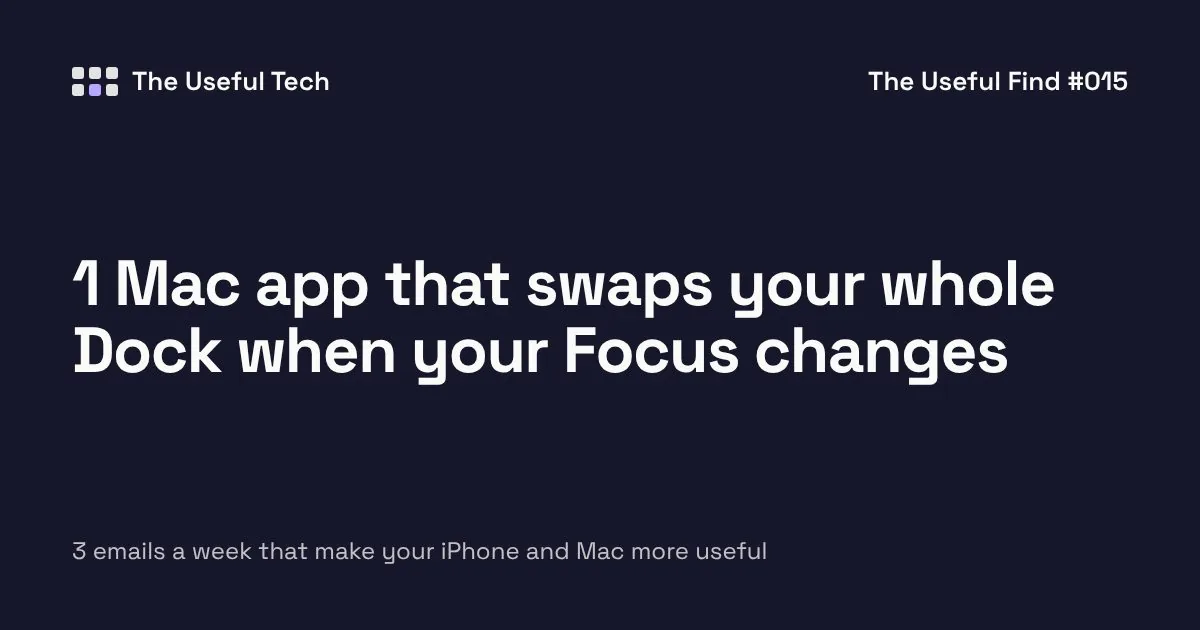 The Useful Tech
The Useful Find #015
1 Mac app that swaps your whole
Dock when your Focus changes
3 emails a week that make your iPhone and Mac more useful